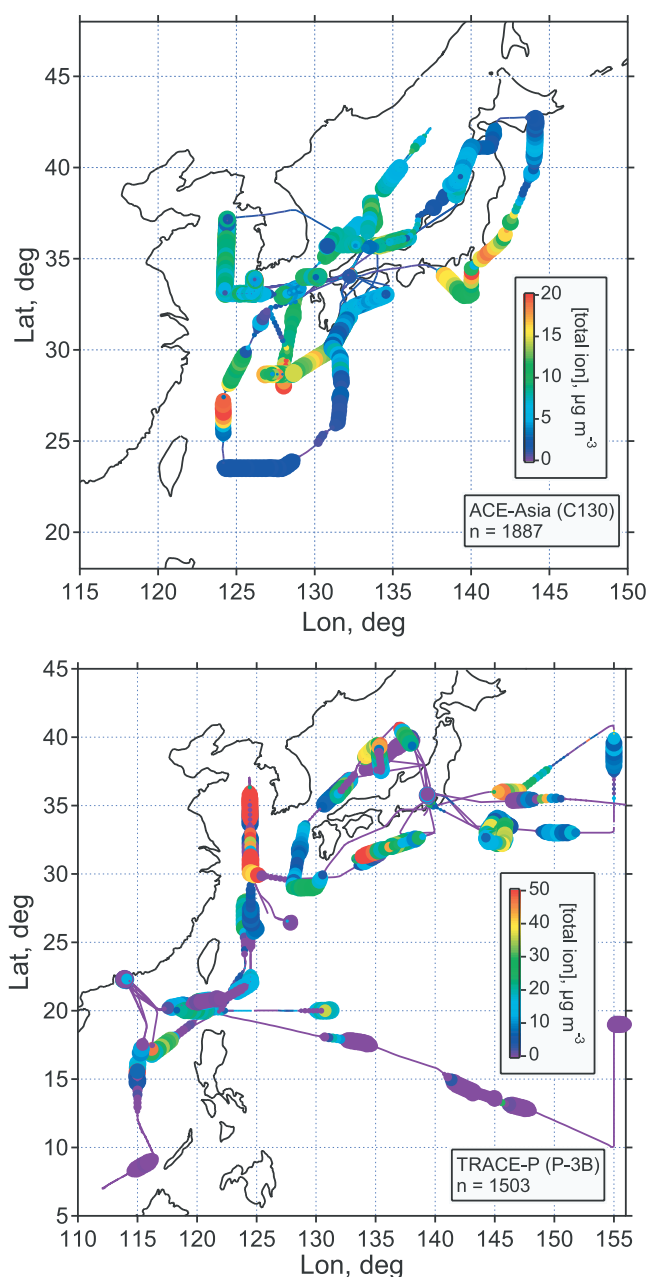 45
40
35
30
25
20
Lat, deg
20
15
10
5
0
[total ion], µg m-3
ACE-Asia (C130)
n = 1887
115 120 125 130 135 140 145 150
Lon, deg
45
40
35
30
25
20
15
10
5
Lat, deg
50
40
30
20
10
0
[total ion], µg m-3
TRACE-P (P-3B)
n = 1503
110 115 120 125 130 135 140 145 150 155
Lon, deg